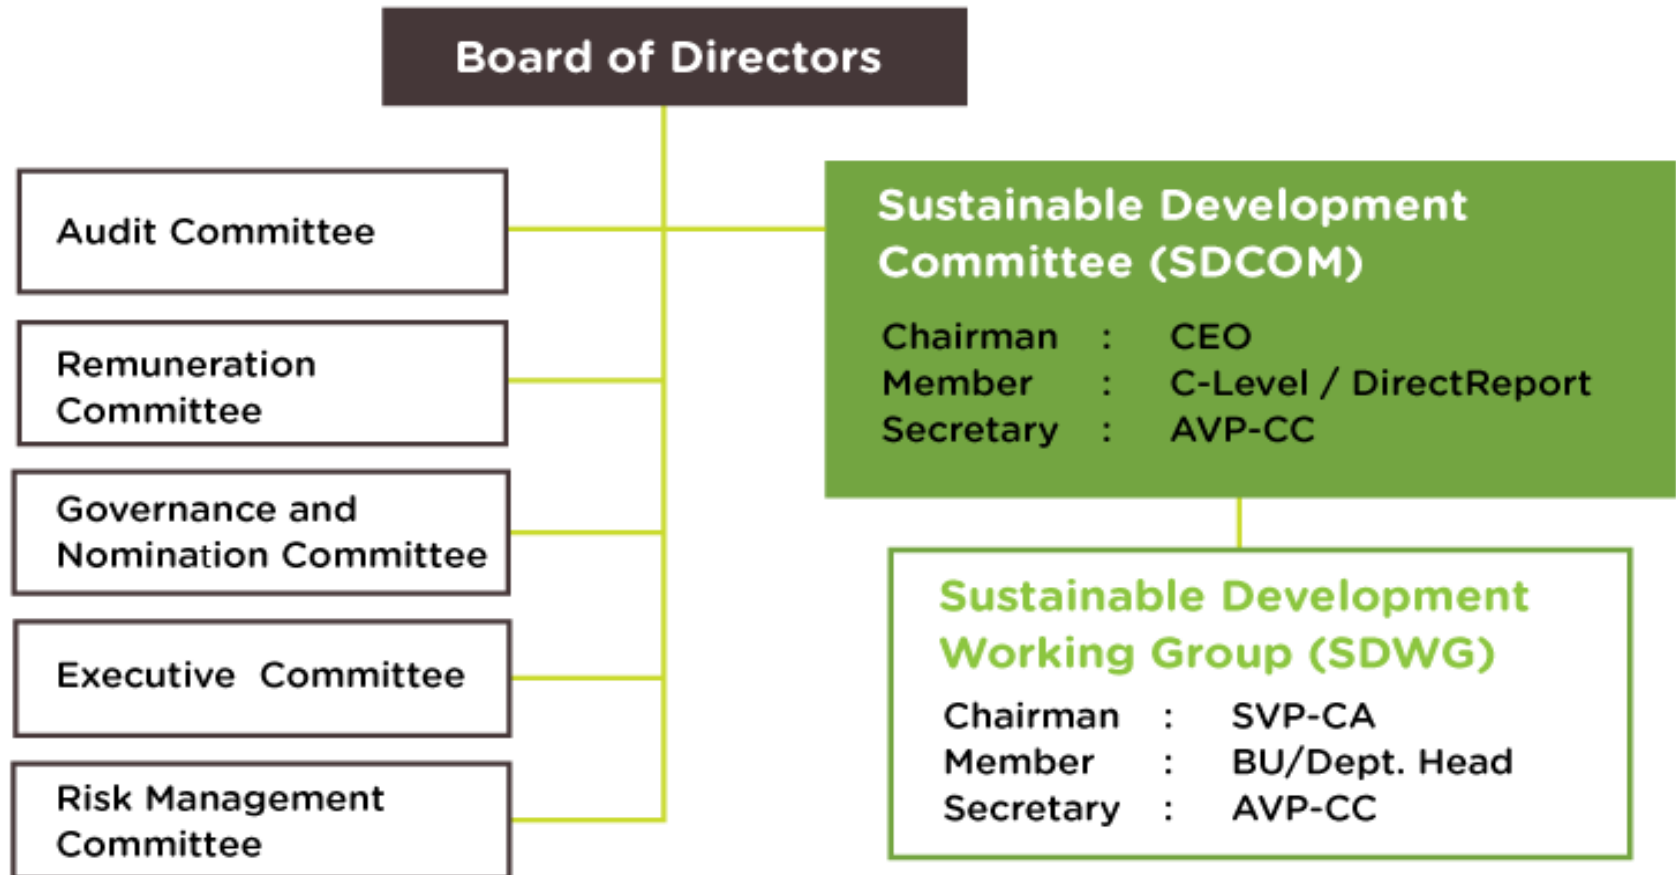 Board of Directors
Audit Committee
Remuneration
Committee
Governance and
Nomination Committee
Executive Committee
Risk Management
Committee
Sustainable Development
Committee (SDCOM)
Chairman : CEO
Member : C-Level / DirectReport
Secretary : AVP-CC
Sustainable Development
Working Group (SDWG)
Chairman : SVP-CA
Member : BU/Dept. Head
Secretary : AVP-CC